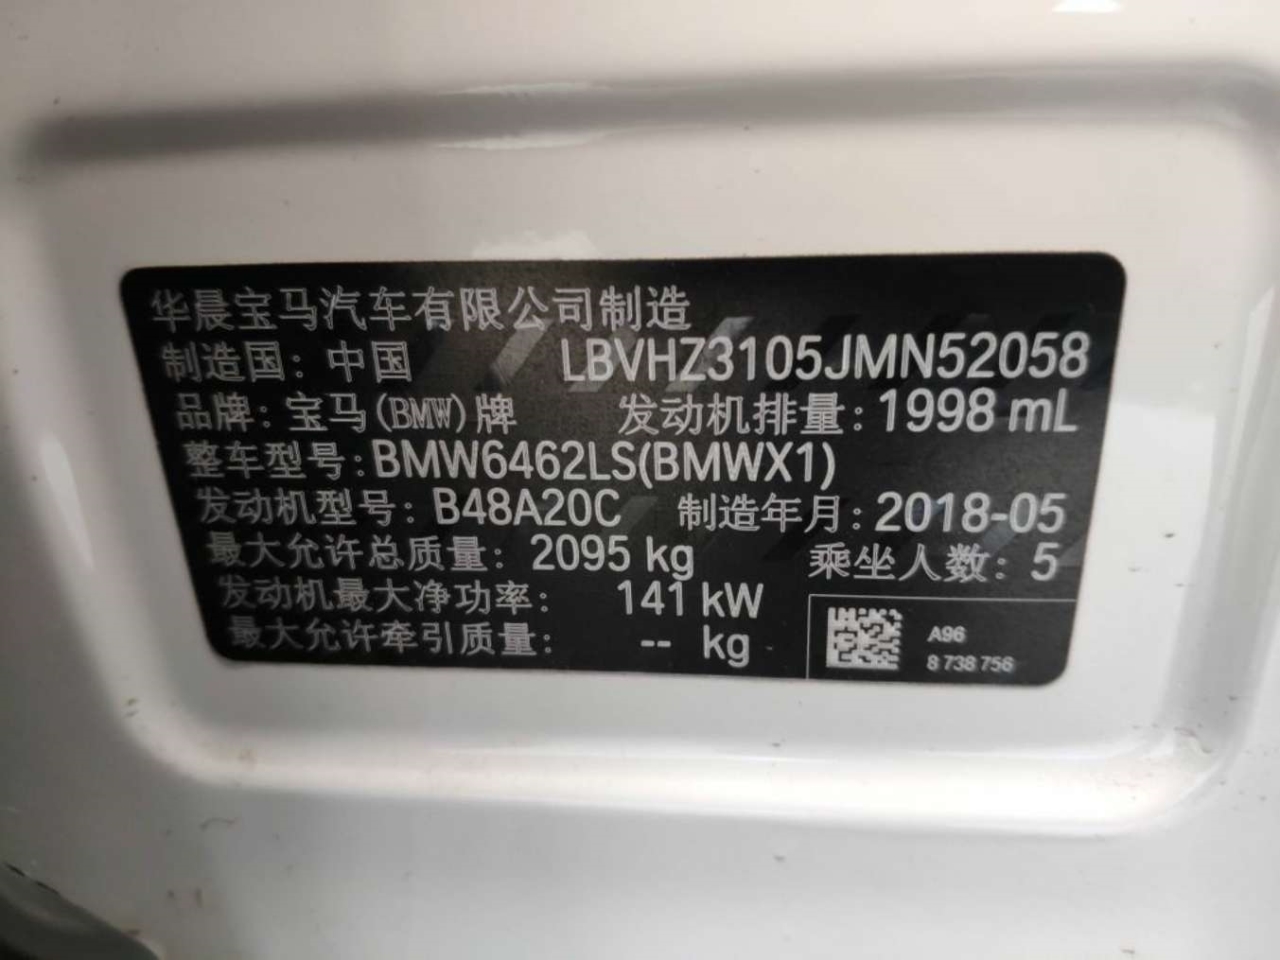 华晨宝马汽车有限公司制造
制造国：中国 LBVHZ3105JMN52058
品牌：宝马(BMW)牌 发动机排量：1998 mL
整车型号：BMW6462LS(BMWX1)
发动机型号：B48A20C 制造年月：2018-05
最大允许总质量：2095 kg 乘坐人数：5
发动机最大净功率： 141 kW
最大允许牵引质量： -- kg
A96
8 738 756